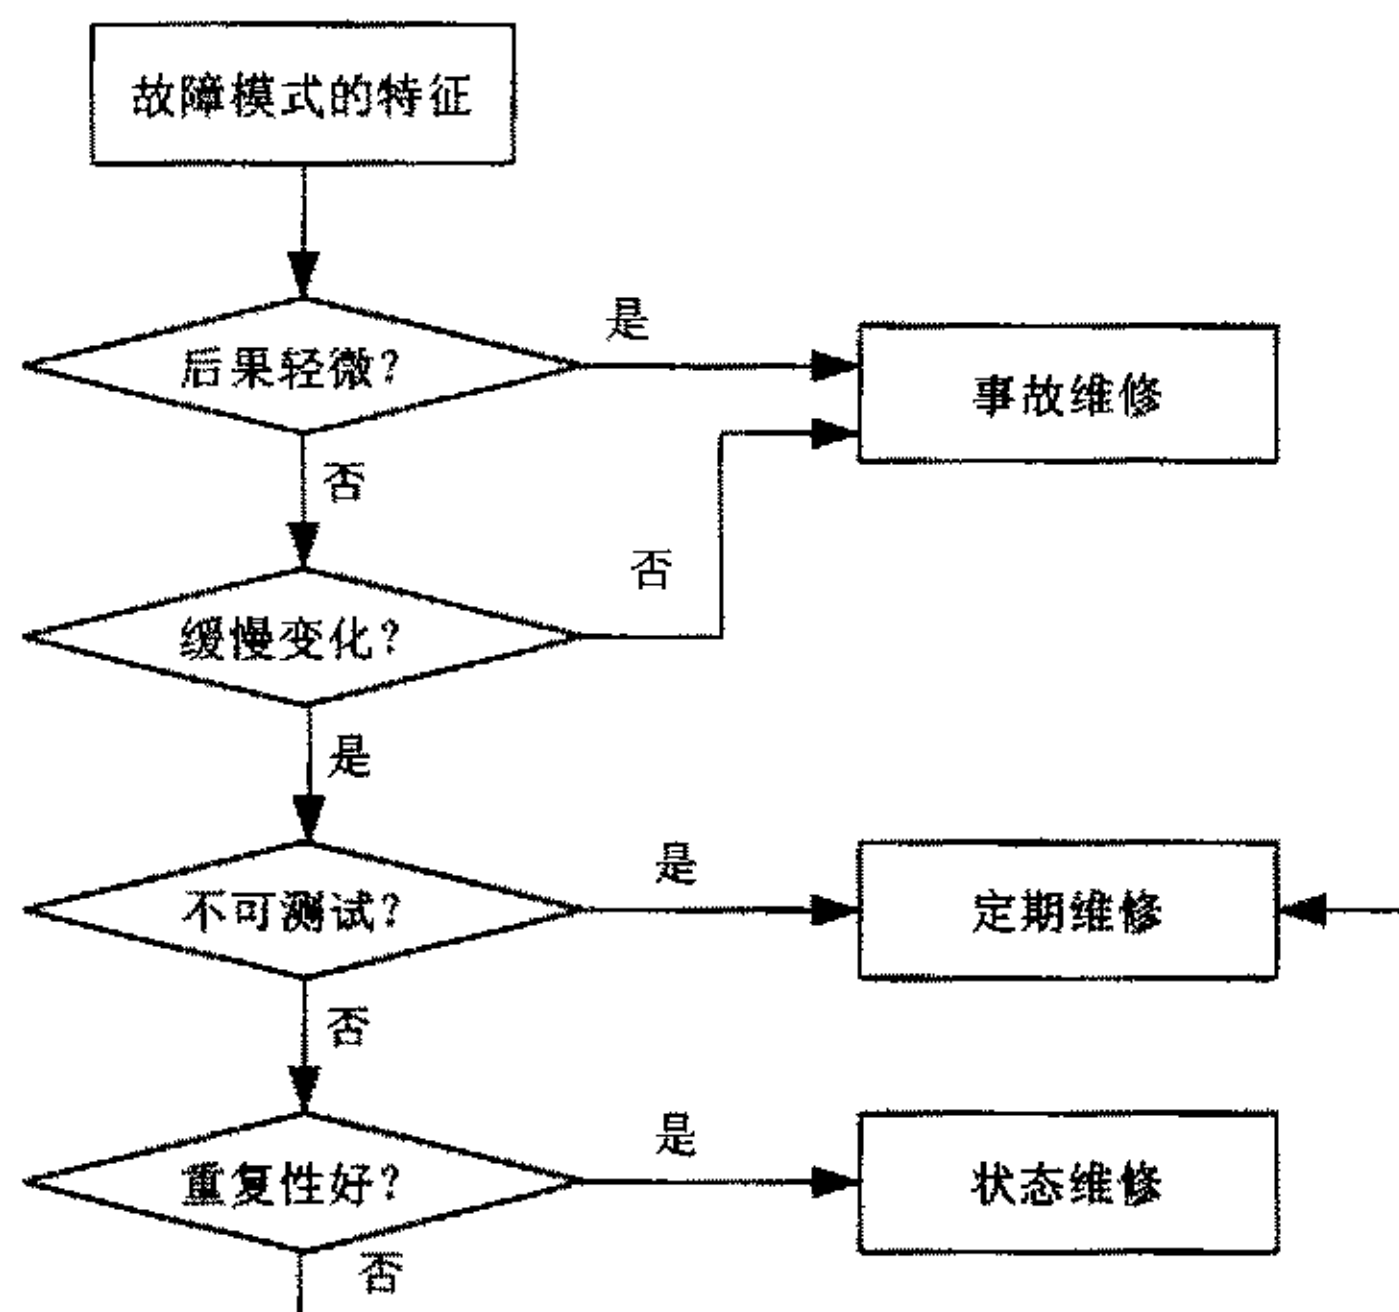 故障模式的特征
后果轻微?
是
事故维修
否
缓慢变化?
否
是
不可测试?
是
定期维修
否
重复性好?
是
状态维修
否